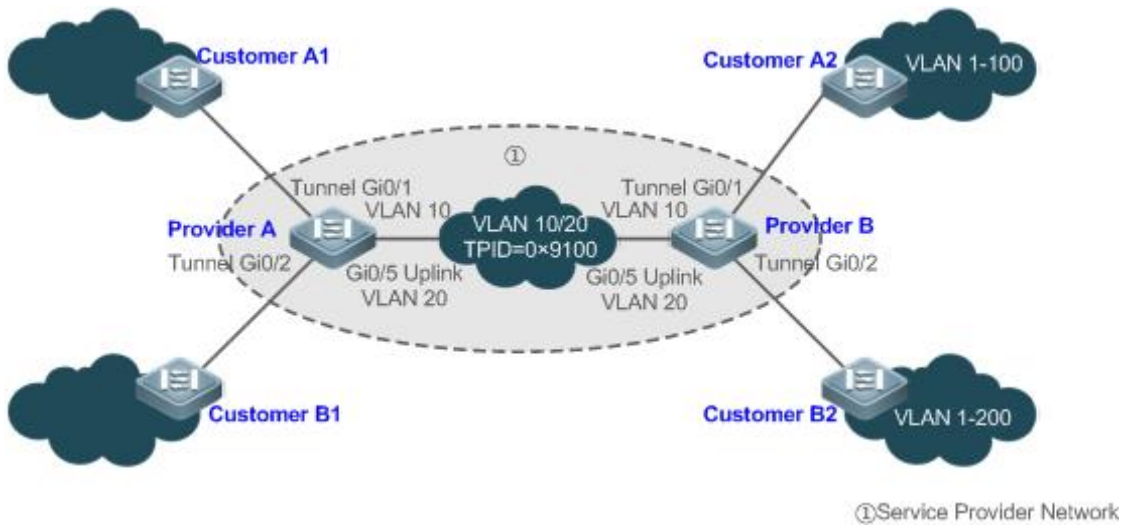 Customer A1
Customer A2
VLAN 1-100
①
Tunnel Gi0/1
VLAN 10
Tunnel Gi0/1
VLAN 10
VLAN 10/20
TPID=0×9100
Provider A
Provider B
Tunnel Gi0/2
Tunnel Gi0/2
Gi0/5 Uplink
VLAN 20
Gi0/5 Uplink
VLAN 20
Customer B1
Customer B2
VLAN 1-200
①Service Provider Network